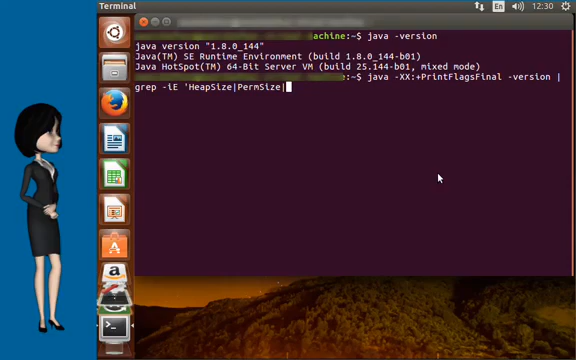 Terminal
En
12:30
achine:~$ java -version
java version "1.8.0_144"
Java(TM) SE Runtime Environment (build 1.8.0_144-b01)
Java HotSpot(TM) 64-Bit Server VM (build 25.144-b01, mixed mode)
:~$ java -XX:+PrintFlagsFinal -version |
grep -iE 'HeapSize|PermSize|